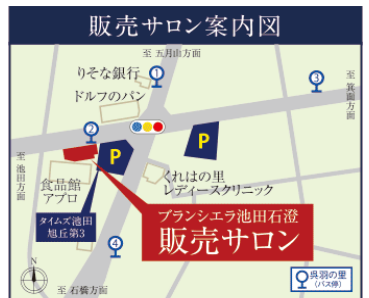 販売サロン案内図
至 五月山方面
りそな銀行
ドルフのパン
1
3
至 箕面方面
2
P
P
至 池田方面
食品館
アプロ
くれはの里
レディースクリニック
タイムズ池田
旭丘第3
ブランシエラ池田石澄
販売サロン
4
N
至 石橋方面
呉羽の里
(バス停)